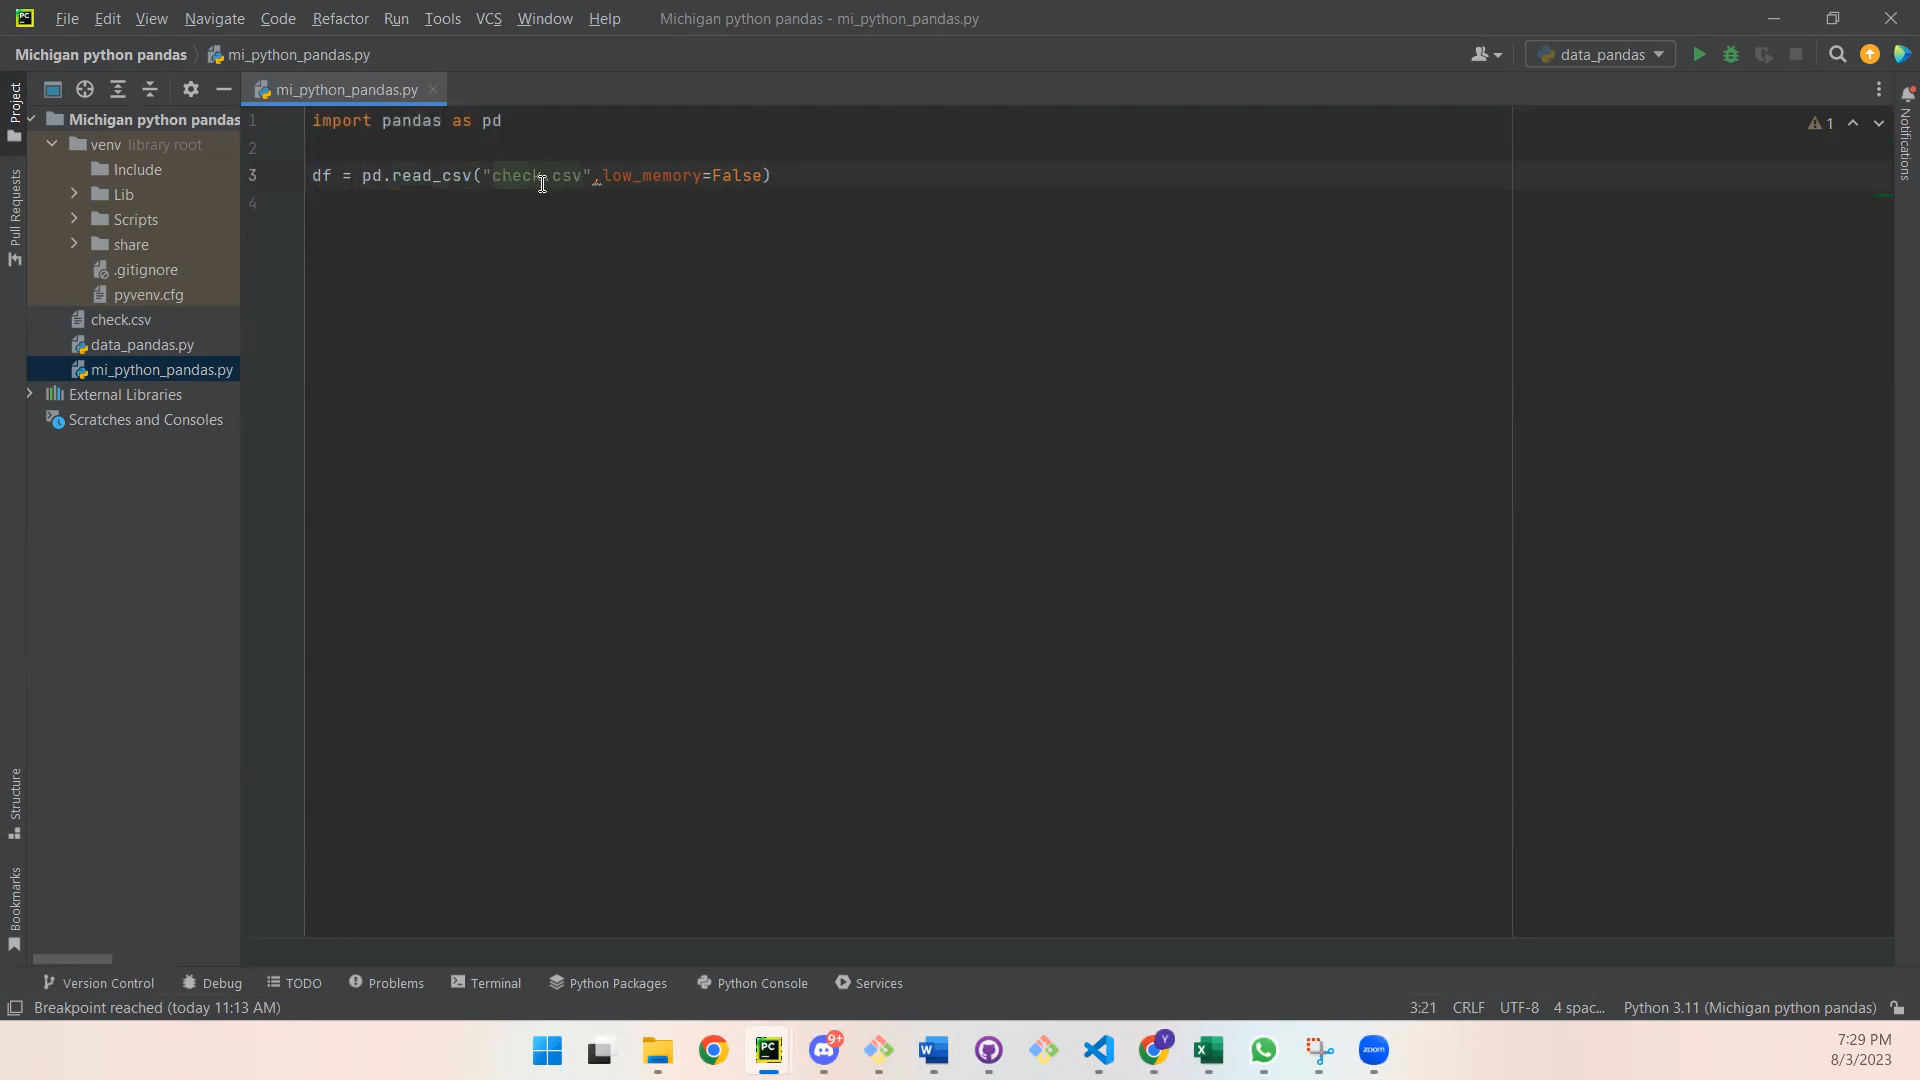 PC File Edit View Navigate Code Refactor Run Tools VCS Window Help Michigan python pandas - mi_python_pandas.py
Michigan python pandas mi_python_pandas.py data_pandas
mi_python_pandas.py
Project
Pull Requests
Structure
Bookmarks
Notifications
Michigan python pandas
venv library root
Include
Lib
Scripts
share
.gitignore
pyvenv.cfg
check.csv
data_pandas.py
mi_python_pandas.py
External Libraries
Scratches and Consoles
1 import pandas as pd
2
3 df = pd.read_csv("check.csv",low_memory=False)
4
1
Version Control Debug TODO Problems Terminal Python Packages Python Console Services
Breakpoint reached (today 11:13 AM) 3:21 CRLF UTF-8 4 spac... Python 3.11 (Michigan python pandas)
PC 9+ W Y X zoom
7:29 PM
8/3/2023